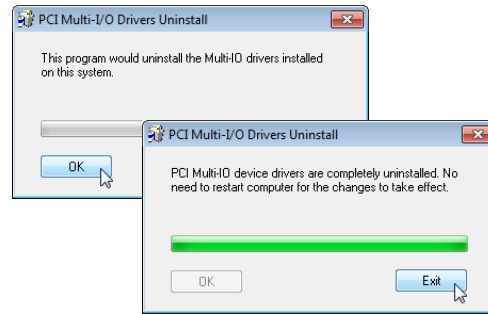 PCI Multi-I/O Drivers Uninstall
This program would uninstall the Multi-IO drivers installed
on this system.
OK
PCI Multi-I/O Drivers Uninstall
PCI Multi-IO device drivers are completely uninstalled. No
need to restart computer for the changes to take effect.
OK
Exit